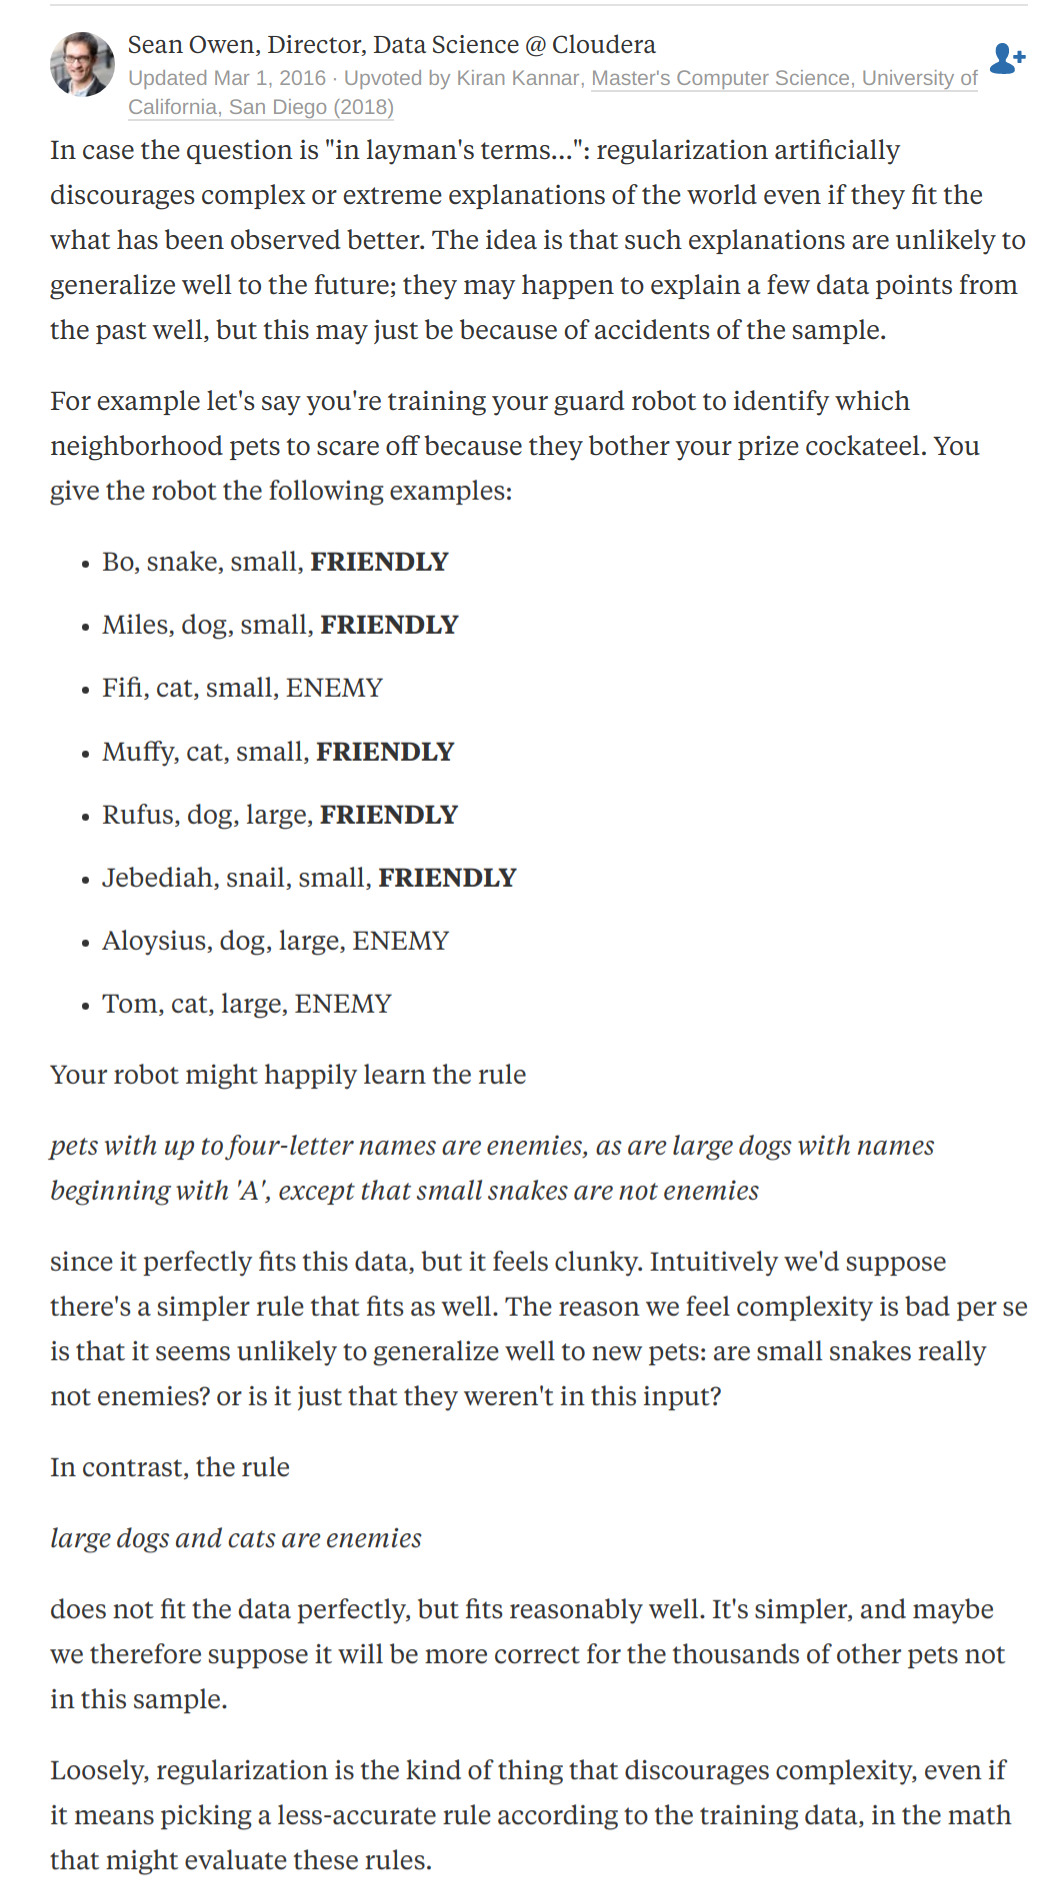 Sean Owen, Director, Data Science @ Cloudera
Updated Mar 1, 2016 · Upvoted by Kiran Kannar, Master's Computer Science, University of
California, San Diego (2018)
In case the question is "in layman's terms...": regularization artificially
discourages complex or extreme explanations of the world even if they fit the
what has been observed better. The idea is that such explanations are unlikely to
generalize well to the future; they may happen to explain a few data points from
the past well, but this may just be because of accidents of the sample.
For example let's say you're training your guard robot to identify which
neighborhood pets to scare off because they bother your prize cockateel. You
give the robot the following examples:
• Bo, snake, small, FRIENDLY
• Miles, dog, small, FRIENDLY
• Fifi, cat, small, ENEMY
• Muffy, cat, small, FRIENDLY
• Rufus, dog, large, FRIENDLY
• Jebediah, snail, small, FRIENDLY
• Aloysius, dog, large, ENEMY
• Tom, cat, large, ENEMY
Your robot might happily learn the rule
pets with up to four-letter names are enemies, as are large dogs with names
beginning with 'A', except that small snakes are not enemies
since it perfectly fits this data, but it feels clunky. Intuitively we'd suppose
there's a simpler rule that fits as well. The reason we feel complexity is bad per se
is that it seems unlikely to generalize well to new pets: are small snakes really
not enemies? or is it just that they weren't in this input?
In contrast, the rule
large dogs and cats are enemies
does not fit the data perfectly, but fits reasonably well. It's simpler, and maybe
we therefore suppose it will be more correct for the thousands of other pets not
in this sample.
Loosely, regularization is the kind of thing that discourages complexity, even if
it means picking a less-accurate rule according to the training data, in the math
that might evaluate these rules.